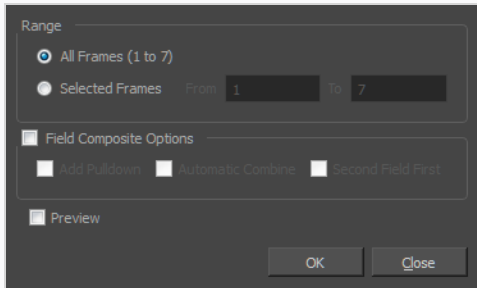 Range
All Frames (1 to 7)
Selected Frames From 1 To 7
Field Composite Options
Add Pulldown Automatic Combine Second Field First
Preview
OK Close